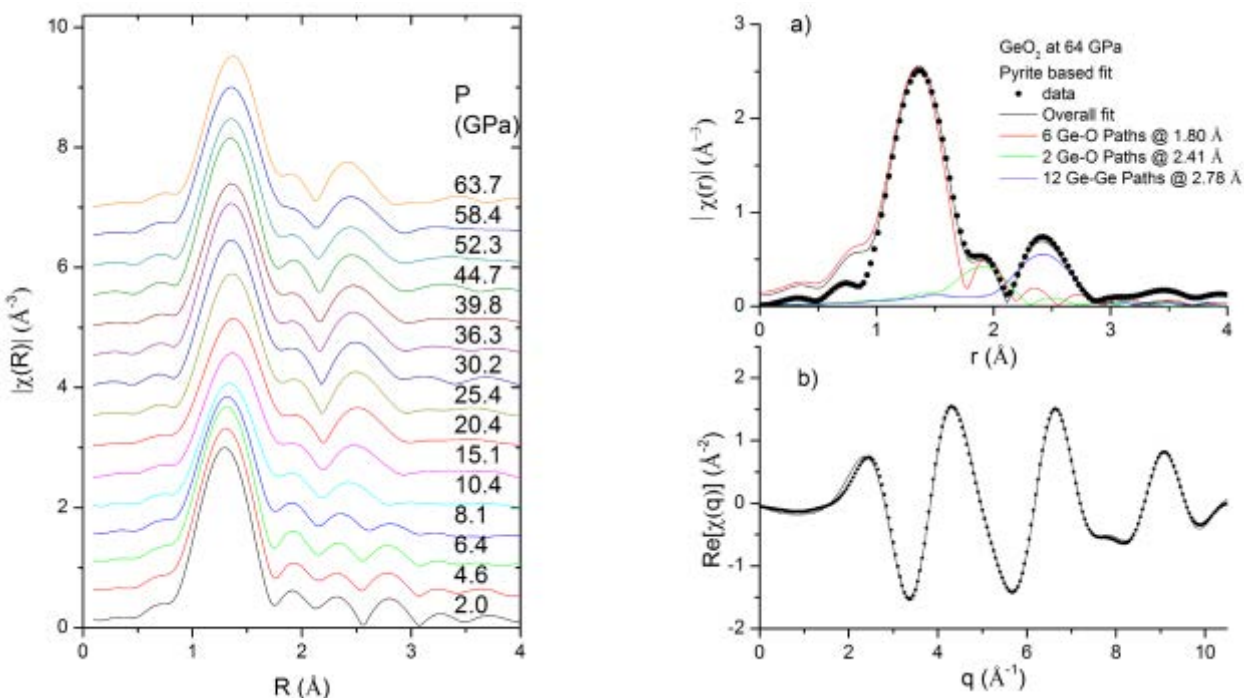 10
8
6
4
2
0
|χ(R)| (Å⁻³)
P
(GPa)
63.7
58.4
52.3
44.7
39.8
36.3
30.2
25.4
20.4
15.1
10.4
8.1
6.4
4.6
2.0
0 1 2 3 4
R (Å)
a)
3
2
1
0
|χ(r)| (Å⁻³)
GeO₂ at 64 GPa
Pyrite based fit
data
Overall fit
6 Ge-O Paths @ 1.80 Å
2 Ge-O Paths @ 2.41 Å
12 Ge-Ge Paths @ 2.78 Å
0 1 2 3 4
r (Å)
b)
2
1
0
-1
-2
Re[χ(q)] (Å⁻²)
0 2 4 6 8 10
q (Å⁻¹)